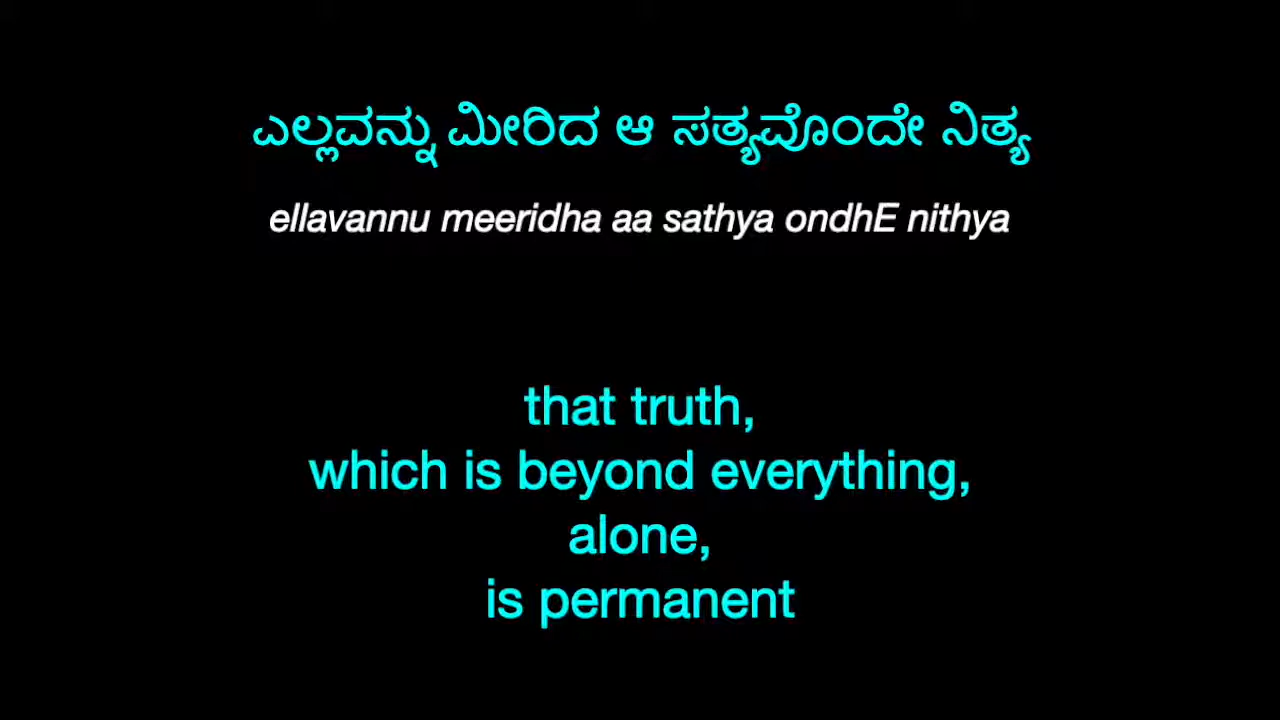 ಎಲ್ಲವನ್ನು ಮೀರಿದ ಆ ಸತ್ಯವೊಂದೇ ನಿತ್ಯ
ellavannu meeridha aa sathya ondhE nithya
that truth,
which is beyond everything,
alone,
is permanent